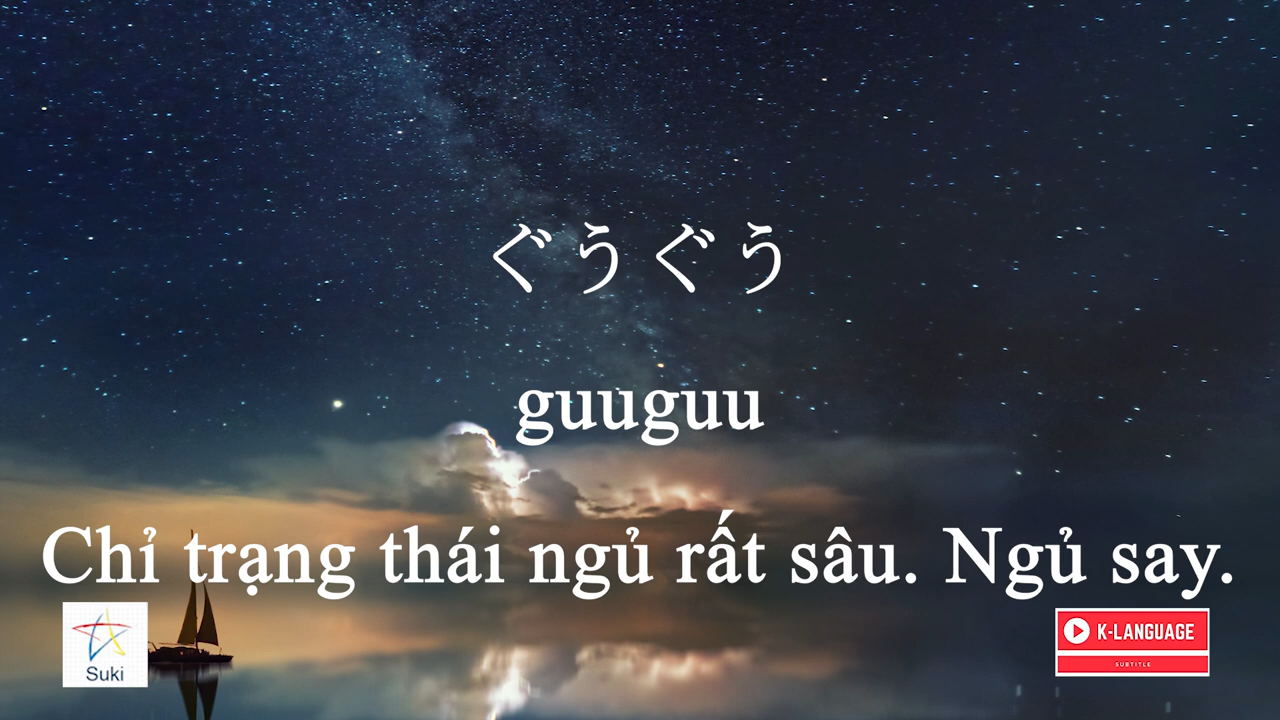 ぐうぐう
guuguu
Chỉ trạng thái ngủ rất sâu. Ngủ say.
Suki
K-LANGUAGE
SUBTITLE